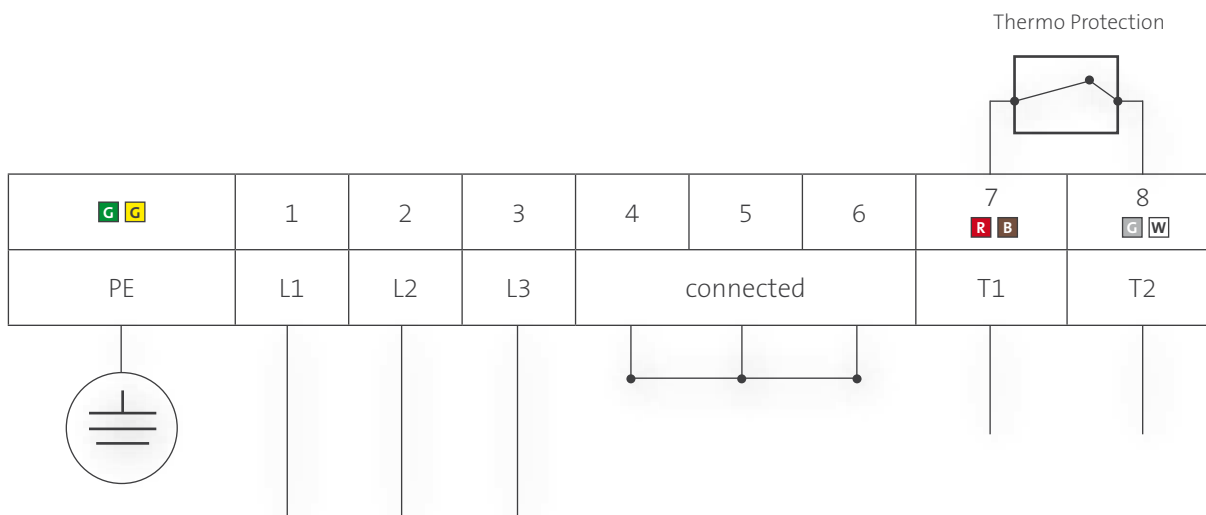 Thermo Protection
G G 1 2 3 4 5 6 7 8
R B G W
PE L1 L2 L3 connected T1 T2